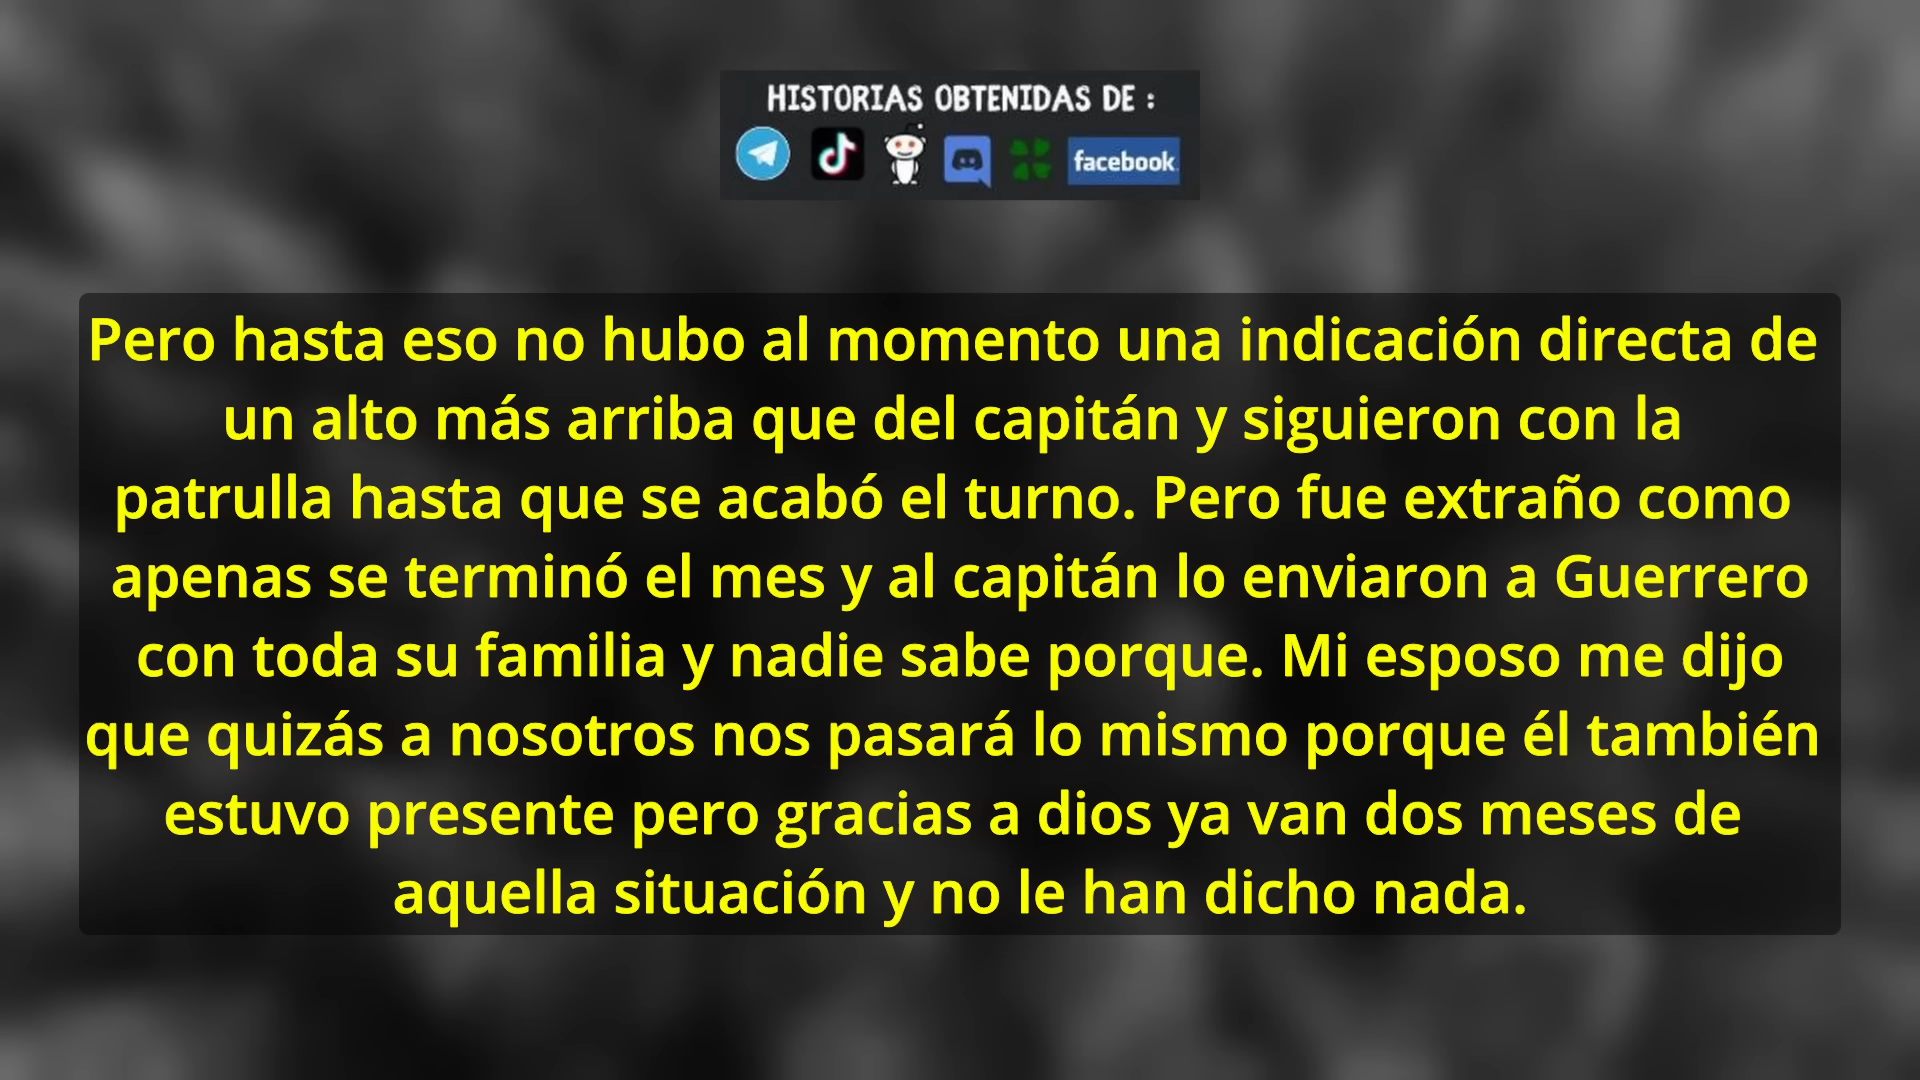 HISTORIAS OBTENIDAS DE :
facebook
Pero hasta eso no hubo al momento una indicación directa de
un alto más arriba que del capitán y siguieron con la
patrulla hasta que se acabó el turno. Pero fue extraño como
apenas se terminó el mes y al capitán lo enviaron a Guerrero
con toda su familia y nadie sabe porque. Mi esposo me dijo
que quizás a nosotros nos pasará lo mismo porque él también
estuvo presente pero gracias a dios ya van dos meses de
aquella situación y no le han dicho nada.